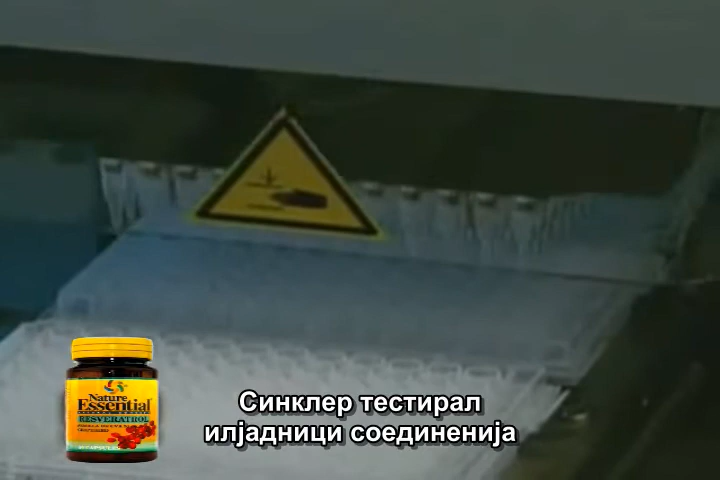 Nature
Essential
RESVERATROL
Синклер тестирал
илјадници соединенија